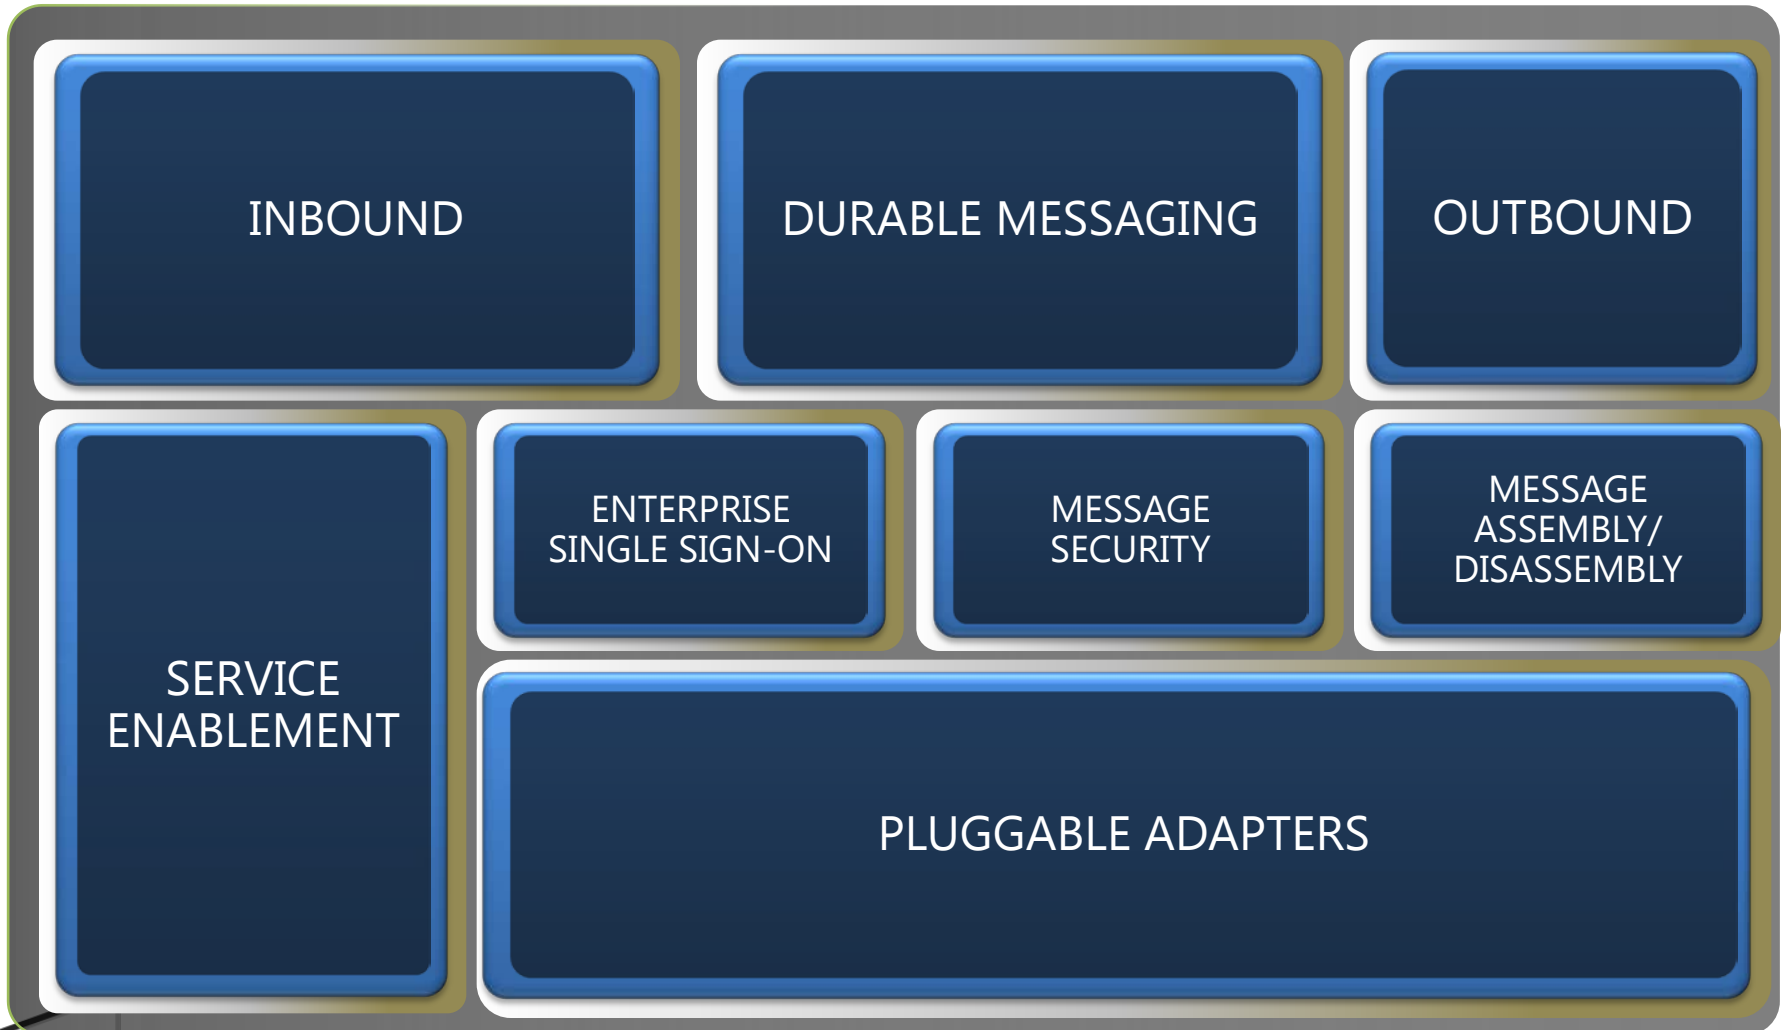 INBOUND
DURABLE MESSAGING
OUTBOUND
SERVICE
ENABLEMENT
ENTERPRISE
SINGLE SIGN-ON
MESSAGE
SECURITY
MESSAGE
ASSEMBLY/
DISASSEMBLY
PLUGGABLE ADAPTERS